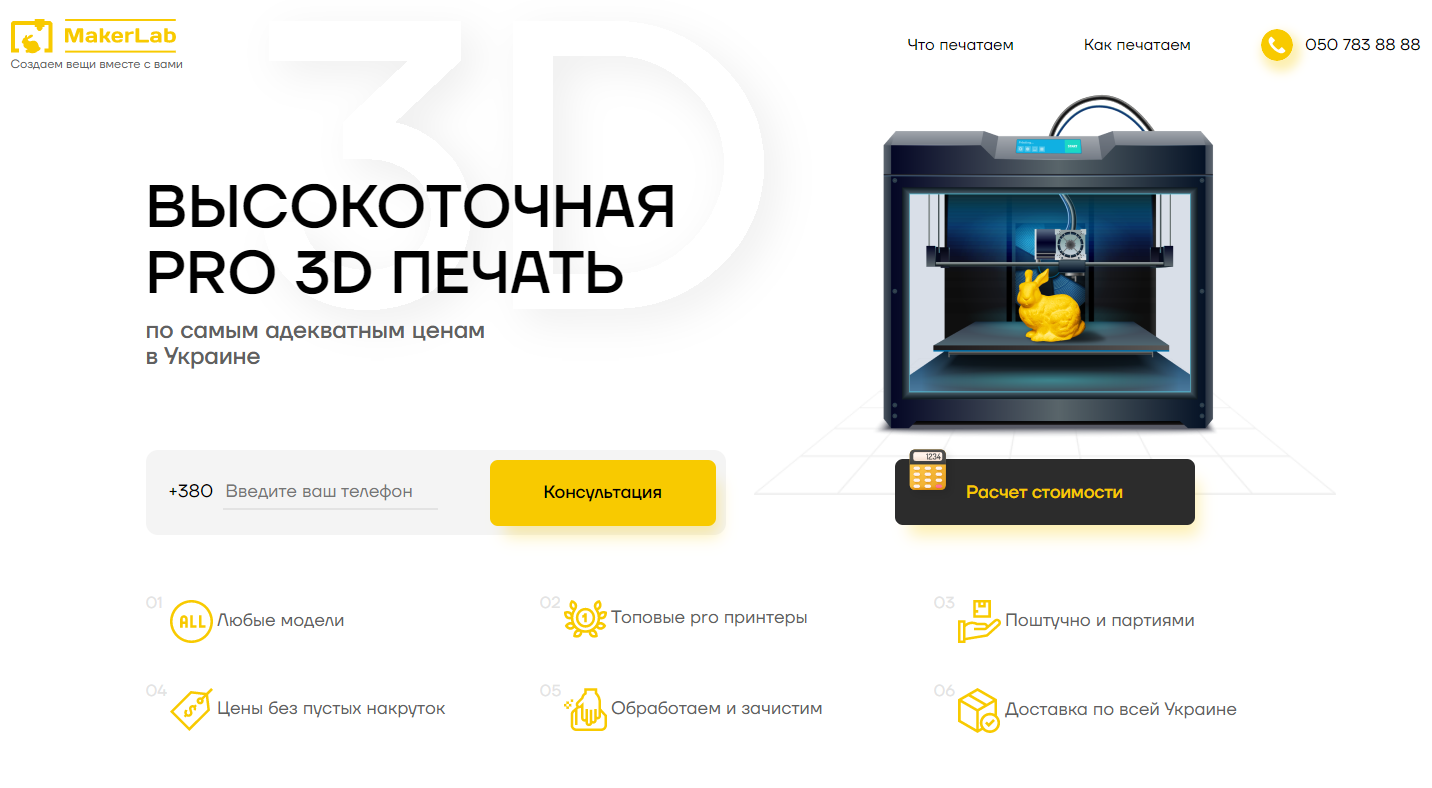 MakerLab
Создаем вещи вместе с вами
Что печатаем
Как печатаем
050 783 88 88
3D
ВЫСОКОТОЧНАЯ
PRO 3D ПЕЧАТЬ
по самым адекватным ценам
в Украине
+380 Введите ваш телефон
Консультация
1234
Расчет стоимости
01 ALL Любые модели
02 1 Топовые pro принтеры
03 Поштучно и партиями
04 Цены без пустых накруток
05 Обработаем и зачистим
06 Доставка по всей Украине